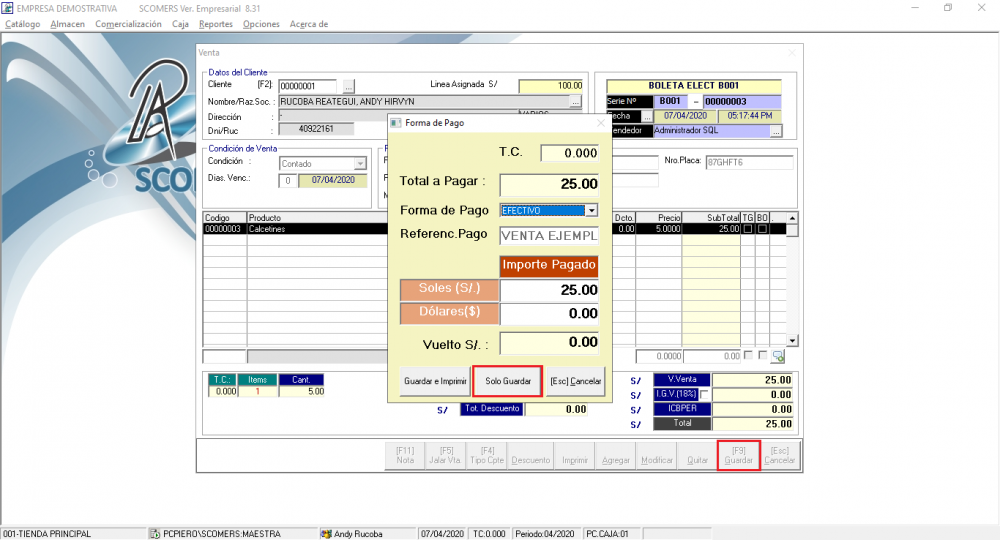 EMPRESA DEMOSTRATIVA SCOMERS Ver. Empresarial 8.31
Catálogo Almacen Comercialización Caja Reportes Opciones Acerca de
SCOM
Venta
Datos del Cliente
Cliente [F2]: 00000001 ... Linea Asignada S/ 100.00
Nombre/Raz.Soc. : RUCOBA REATEGUI, ANDY HIRVYN ...
Dirección : -
Dni/Ruc : 40922161
BOLETA ELECT B001
Serie Nº B001 - 00000003
Fecha ... 07/04/2020 05:17:44 PM
Vendedor Administrador SQL ...
Condición de Venta
Condición : Contado
Dias. Venc.: 0 07/04/2020
Nro.Placa: 87GHFT6
Codigo Producto Dcto. Precio SubTotal TG BO .
00000003 Calcetines 0.00 5.0000 25.00
0.0000 0.00
T.C.: Items Cant.
0.000 1 5.00
S/ V.Venta 25.00
S/ I.G.V.(18%) 0.00
S/ Tot. Descuento 0.00 S/ ICBPER 0.00
S/ Total 25.00
[F11] Nota [F5] Jalar Vta. [F4] Tipo Cpte Descuento Imprimir Agregar Modificar Quitar [F9] Guardar [Esc] Cancelar
Forma de Pago
T.C. 0.000
Total a Pagar : 25.00
Forma de Pago EFECTIVO
Referenc.Pago VENTA EJEMPL
Importe Pagado
Soles (S/.) 25.00
Dólares($) 0.00
Vuelto S/. : 0.00
Guardar e Imprimir Solo Guardar [Esc] Cancelar
001-TIENDA PRINCIPAL PCPIERO\SCOMERS:MAESTRA Andy Rucoba 07/04/2020 TC:0.000 Periodo:04/2020 PC.CAJA:01